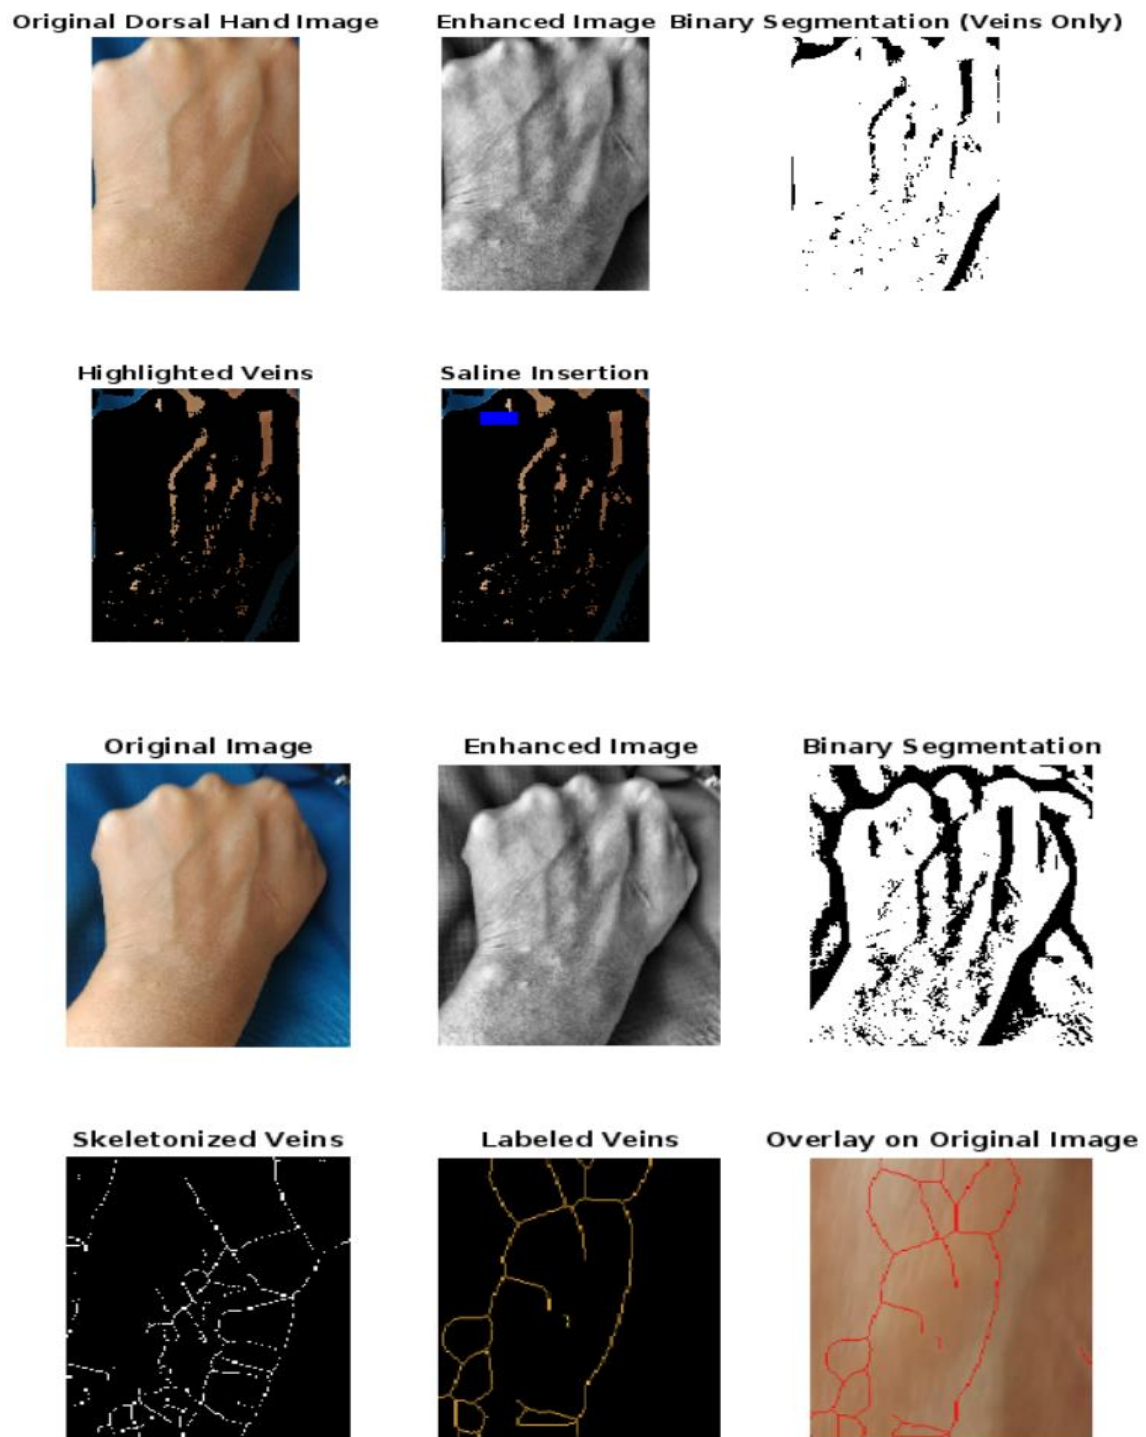 Original Dorsal Hand Image
Enhanced Image
Binary Segmentation (Veins Only)
Highlighted Veins
Saline Insertion
Original Image
Enhanced Image
Binary Segmentation
Skeletonized Veins
Labeled Veins
Overlay on Original Image